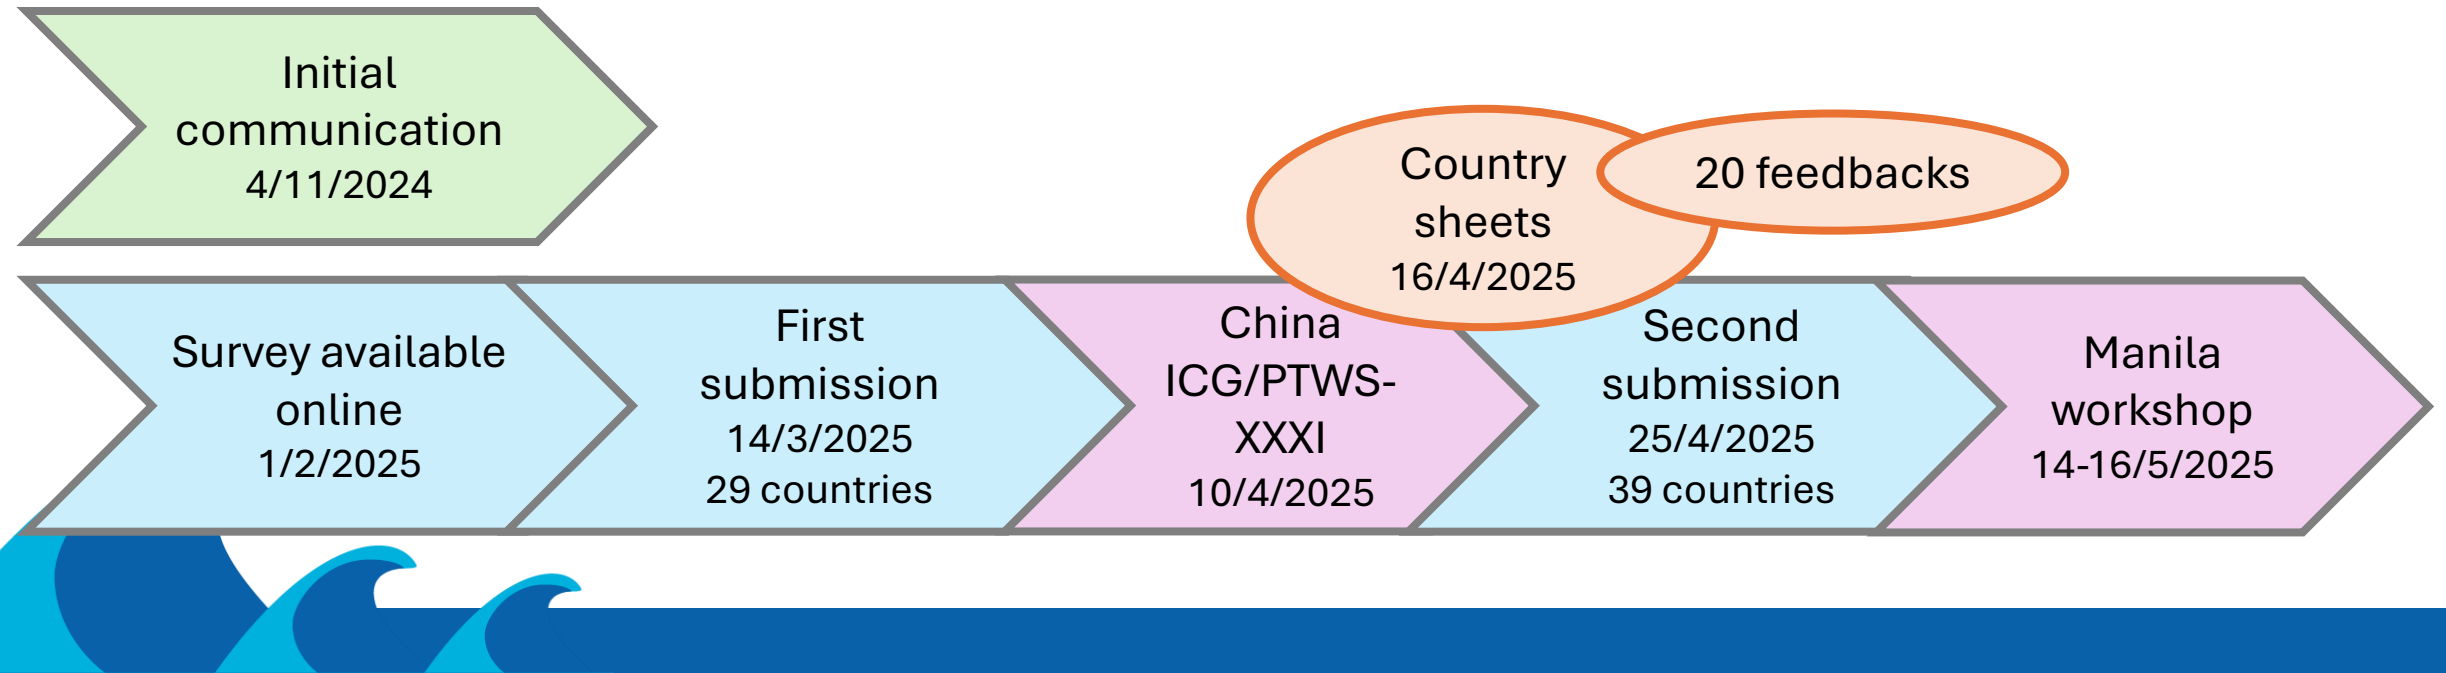 Initial
communication
4/11/2024
Country
sheets
16/4/2025
20 feedbacks
Survey available
online
1/2/2025
First
submission
14/3/2025
29 countries
China
ICG/PTWS-
XXXI
10/4/2025
Second
submission
25/4/2025
39 countries
Manila
workshop
14-16/5/2025